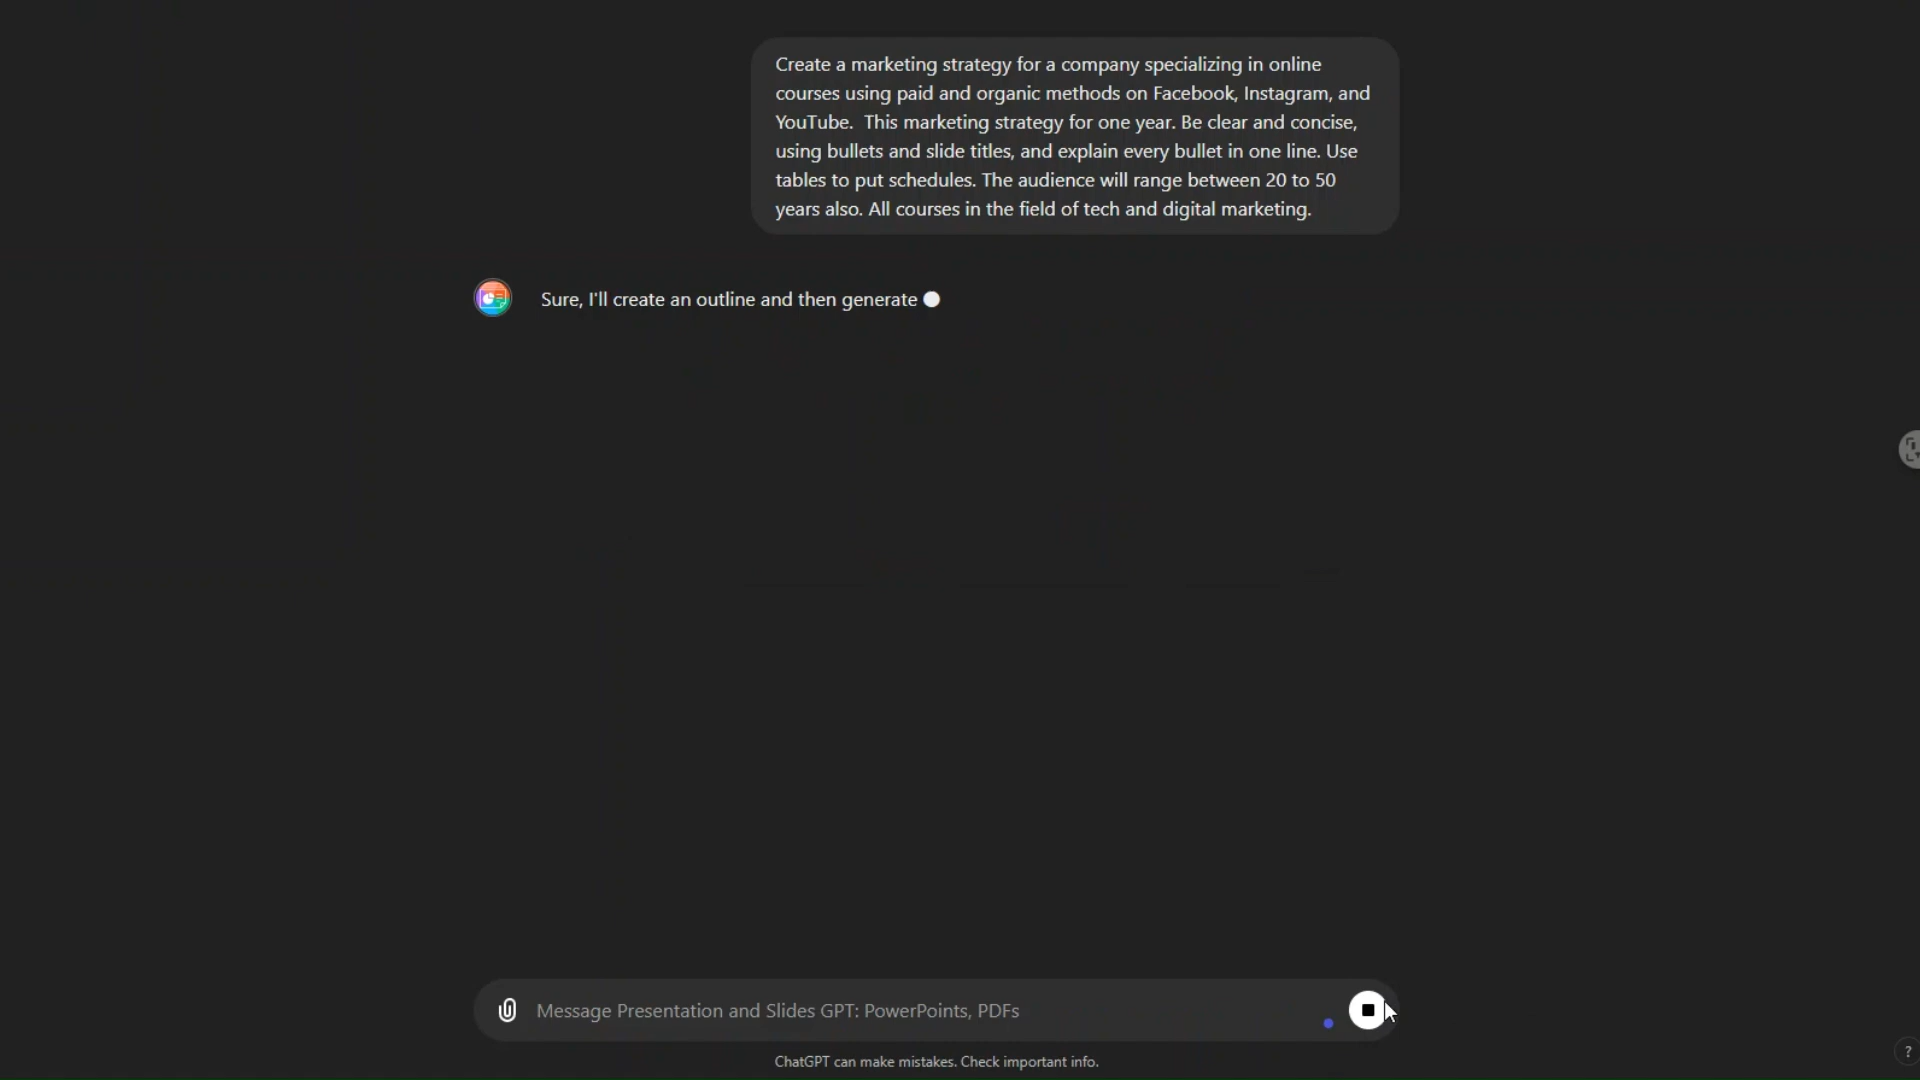 Create a marketing strategy for a company specializing in online
courses using paid and organic methods on Facebook, Instagram, and
YouTube.  This marketing strategy for one year. Be clear and concise,
using bullets and slide titles, and explain every bullet in one line. Use
tables to put schedules. The audience will range between 20 to 50
years also. All courses in the field of tech and digital marketing.
Sure, I'll create an outline and then generate
Message Presentation and Slides GPT: PowerPoints, PDFs
ChatGPT can make mistakes. Check important info.
?